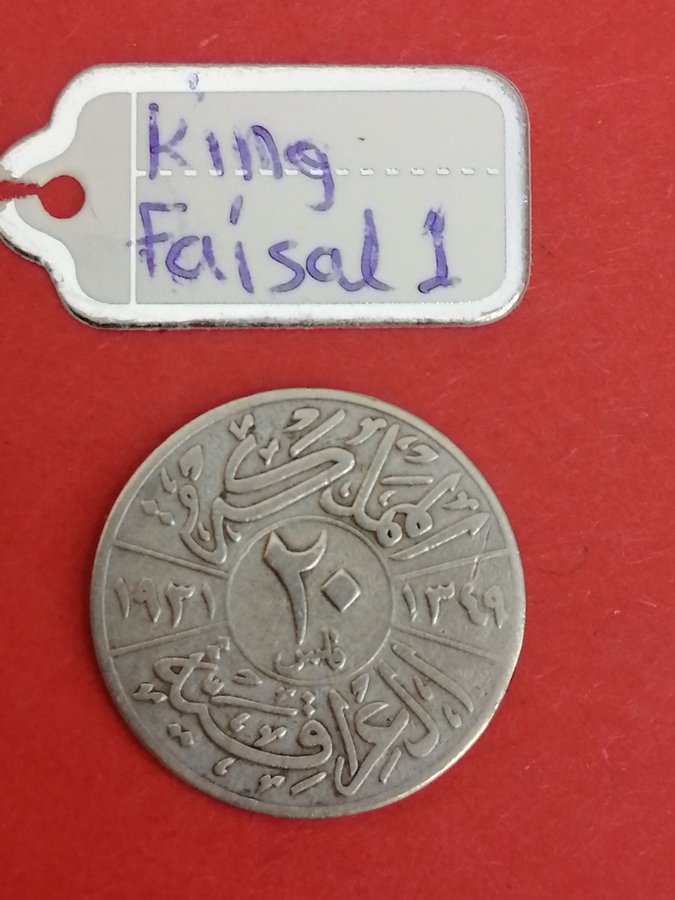 King
Faisal 1
المملكة
١٩٣١
٢٠
١٣٤٩
فلس
العراقية